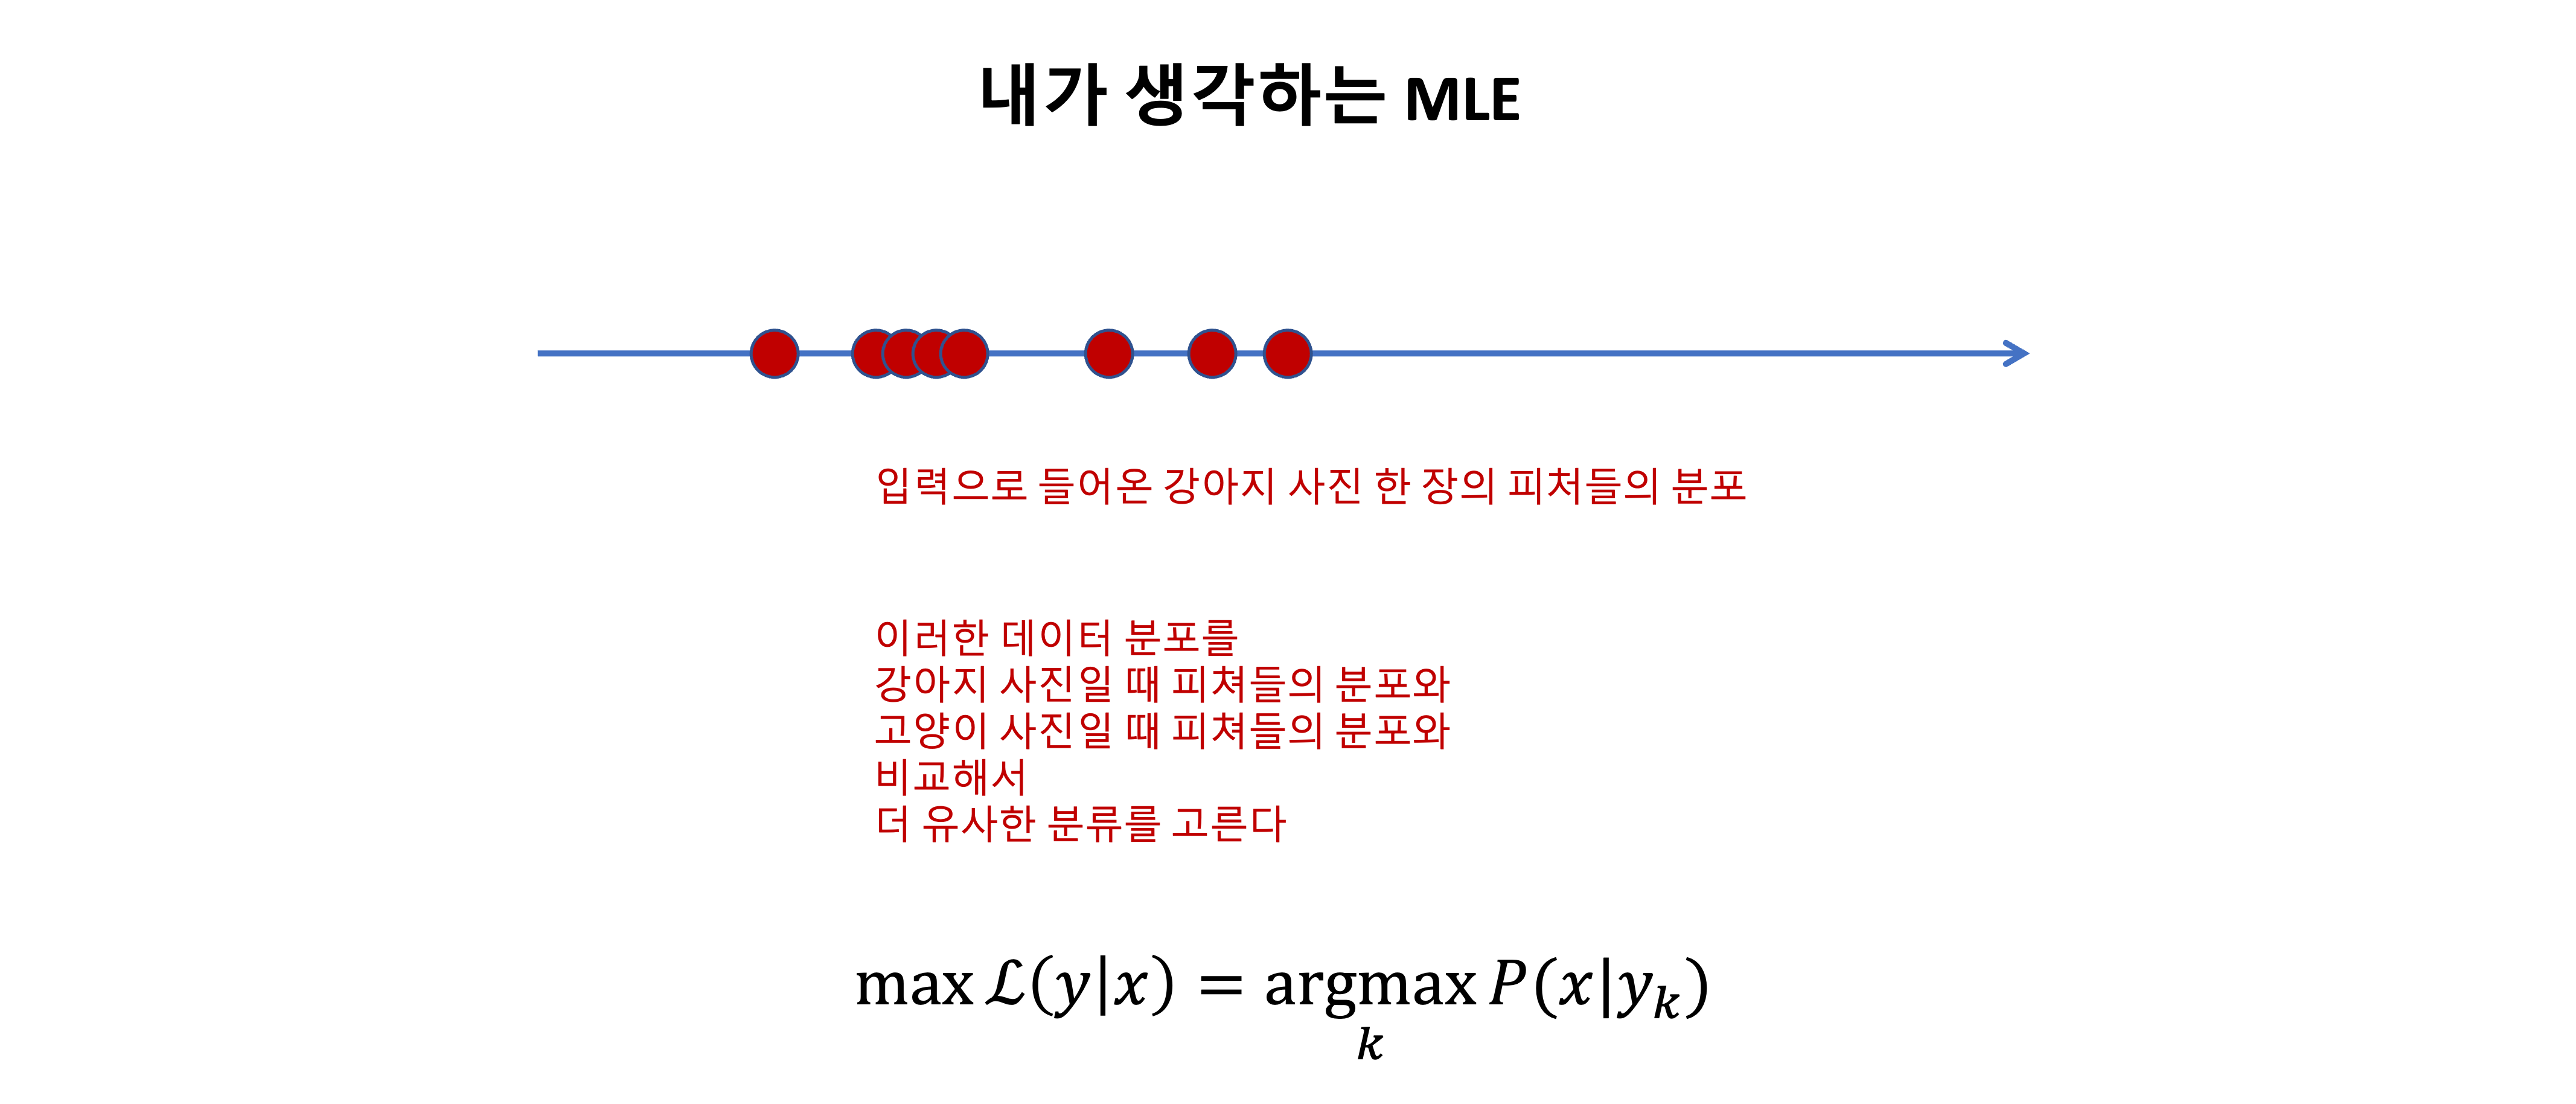 내가 생각하는 MLE
입력으로 들어온 강아지 사진 한 장의 피처들의 분포
이러한 데이터 분포를
강아지 사진일 때 피쳐들의 분포와
고양이 사진일 때 피쳐들의 분포와
비교해서
더 유사한 분류를 고른다
max ℒ(y|x) = argmax P(x|yₖ)
k